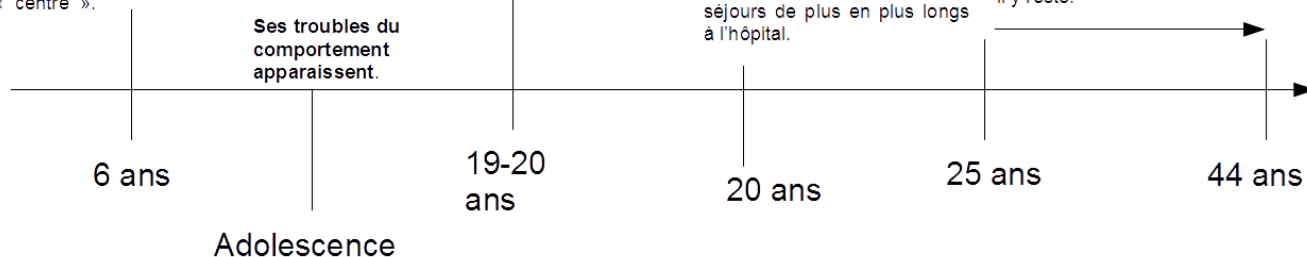 centre ».
Ses troubles du
comportement
apparaissent.
séjours de plus en plus longs
à l'hôpital.
6 ans
Adolescence
19-20
ans
20 ans
25 ans
44 ans